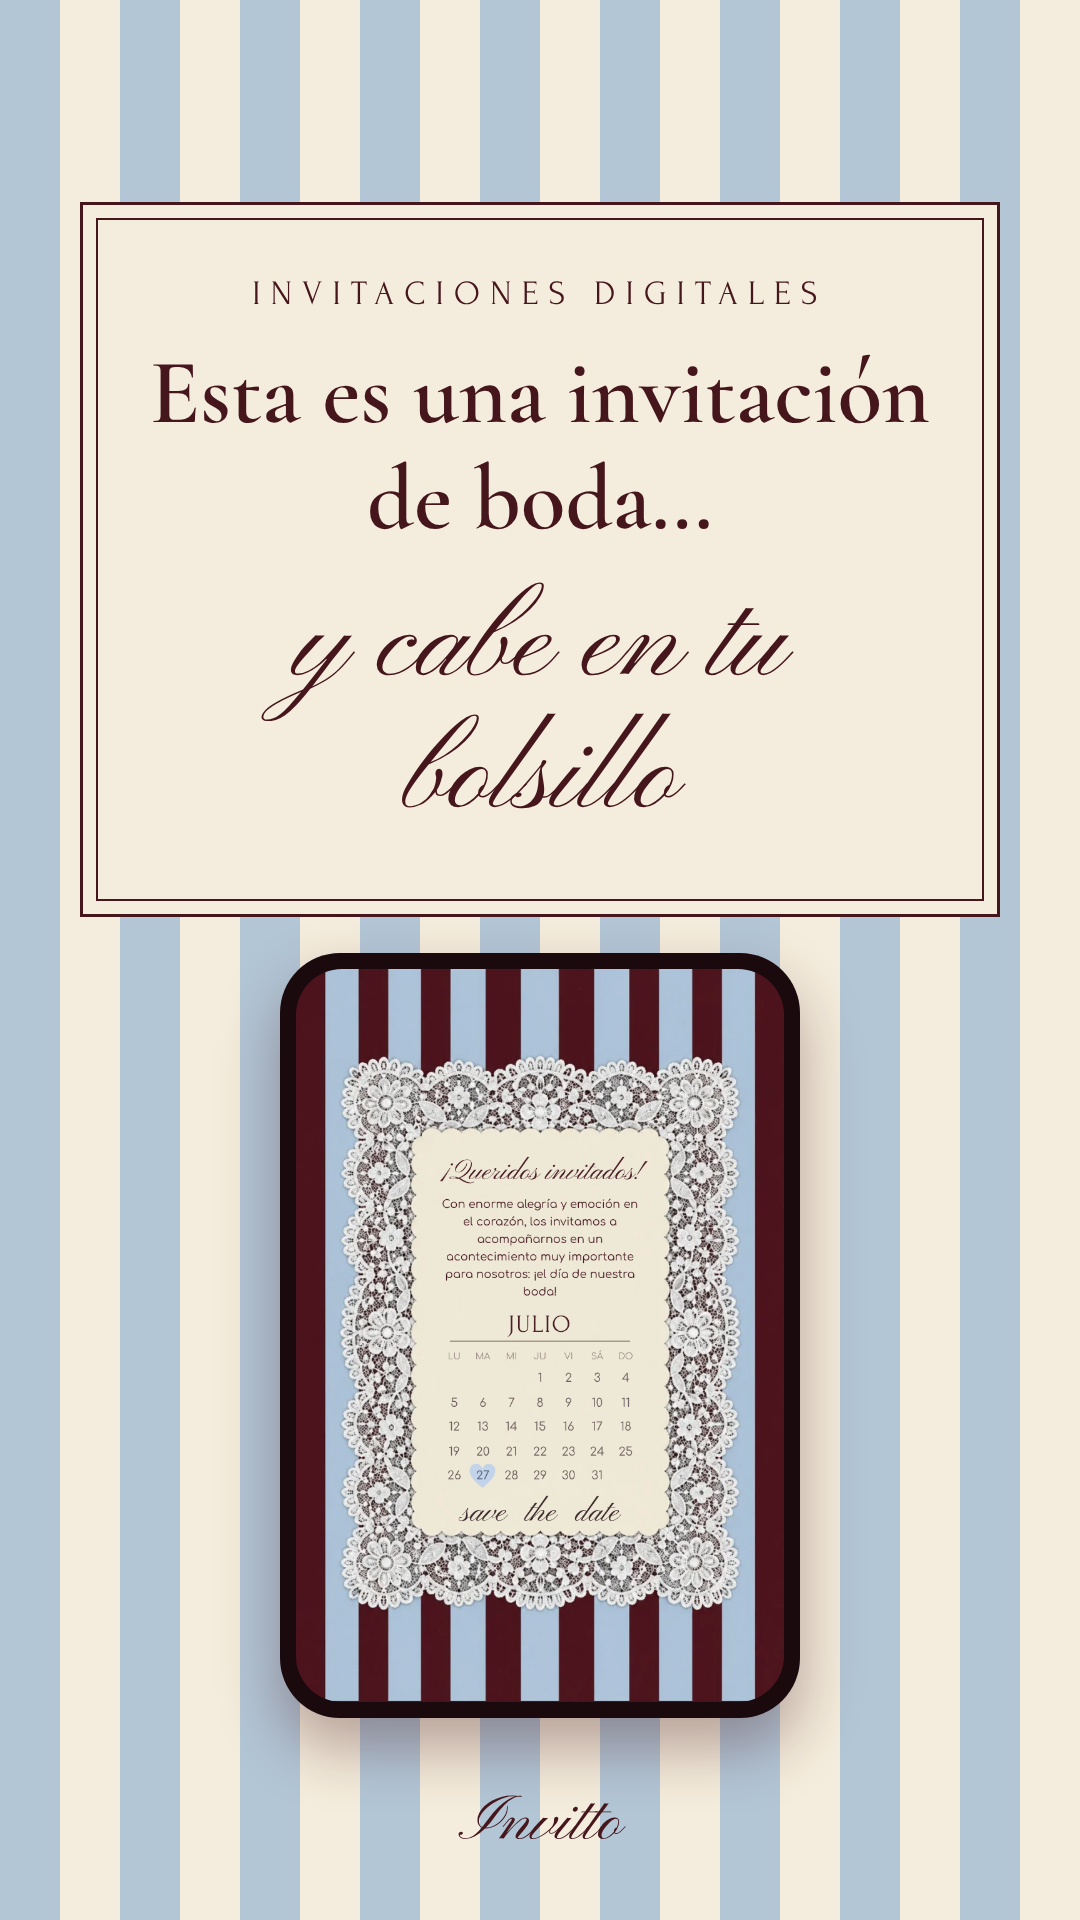 INVITACIONES DIGITALES
Esta es una invitación
de boda...
y cabe en tu
bolsillo
¡Queridos invitados!
Con enorme alegría y emoción en
el corazón, los invitamos a
acompañarnos en un
acontecimiento muy importante
para nosotros: ¡el día de nuestra
boda!
JULIO
LU MA MI JU VI SÁ DO
1 2 3 4
5 6 7 8 9 10 11
12 13 14 15 16 17 18
19 20 21 22 23 24 25
26 27 28 29 30 31
save the date
Invitto